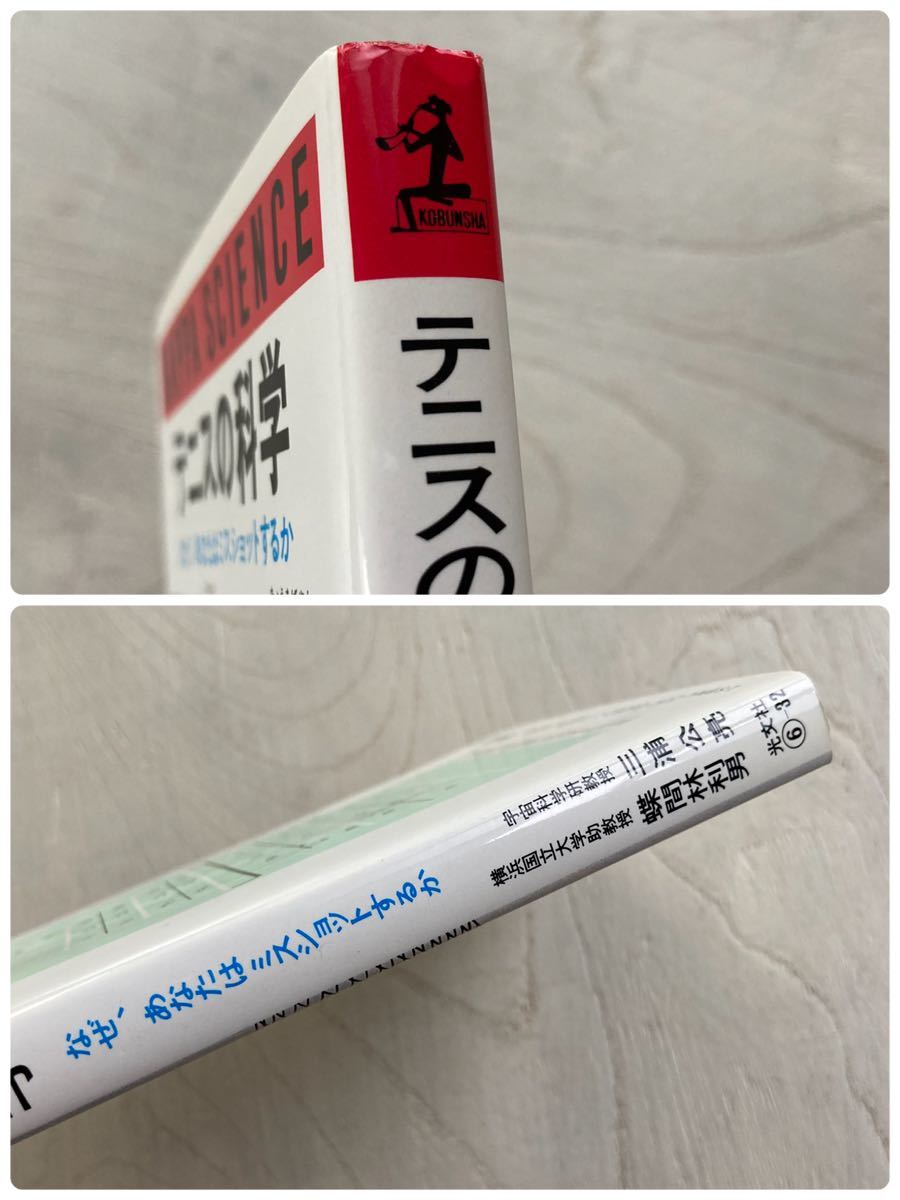 KOBUNSHA
テニスの
KAPPA SCIENCE
テニスの科学
なぜ、あなたはミスショットするか
なぜ、あなたはミスショットするか
宇宙科学研教授 三浦公亮
横浜国立大学助教授 蝶間林利男
光文社
6-32